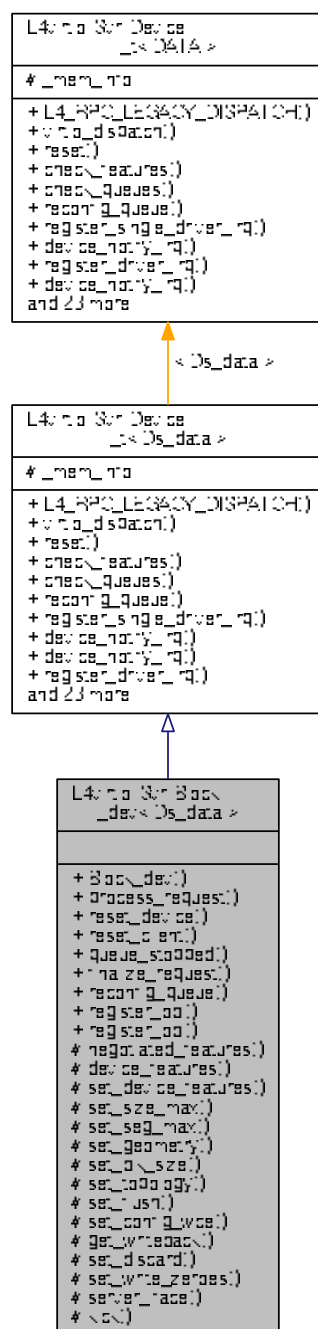 L4virtio::Svr::Device
_t< DATA >
# _mem_info
+ L4_RPC_LEGACY_DISPATCH()
+ virtio_dispatch()
+ reset()
+ check_features()
+ check_queues()
+ reconfig_queue()
+ register_single_driver_irq()
+ device_notify_irq()
+ register_driver_irq()
+ device_notify_irq()
and 23 more...
< Ds_data >
L4virtio::Svr::Device
_t< Ds_data >
# _mem_info
+ L4_RPC_LEGACY_DISPATCH()
+ virtio_dispatch()
+ reset()
+ check_features()
+ check_queues()
+ reconfig_queue()
+ register_single_driver_irq()
+ device_notify_irq()
+ device_notify_irq()
+ register_driver_irq()
and 23 more...
L4virtio::Svr::Block
_dev< Ds_data >
+ Block_dev()
+ process_request()
+ reset_device()
+ reset_client()
+ queue_stopped()
+ finalize_request()
+ reconfig_queue()
+ register_obj()
+ register_obj()
# negotiated_features()
# device_features()
# set_device_features()
# set_size_max()
# set_seg_max()
# set_geometry()
# set_blk_size()
# set_topology()
# set_flush()
# set_config_wce()
# get_writeback()
# set_discard()
# set_write_zeroes()
# server_iface()